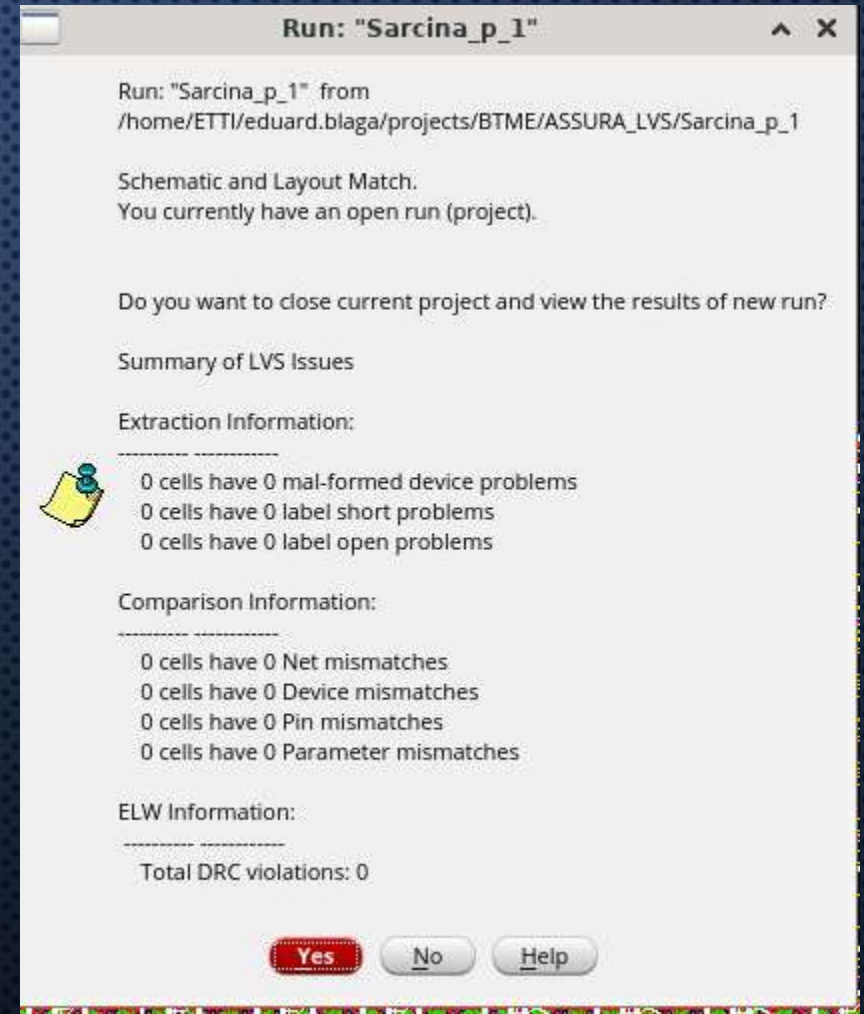 Run: "Sarcina_p_1"
Run: "Sarcina_p_1" from
/home/ETTI/eduard.blaga/projects/BTME/ASSURA_LVS/Sarcina_p_1
Schematic and Layout Match.
You currently have an open run (project).
Do you want to close current project and view the results of new run?
Summary of LVS Issues
Extraction Information:
---------- ------------
0 cells have 0 mal-formed device problems
0 cells have 0 label short problems
0 cells have 0 label open problems
Comparison Information:
---------- ------------
0 cells have 0 Net mismatches
0 cells have 0 Device mismatches
0 cells have 0 Pin mismatches
0 cells have 0 Parameter mismatches
ELW Information:
---------- ------------
Total DRC violations: 0
Yes No Help